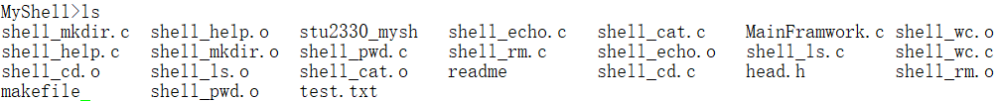 MyShell>ls
shell_mkdir.c shell_help.o stu2330_mysh shell_echo.c shell_cat.c MainFramwork.c shell_wc.o
shell_help.c shell_mkdir.o shell_pwd.c shell_rm.c shell_echo.o shell_ls.c shell_wc.c
shell_cd.o shell_ls.o shell_cat.o readme shell_cd.c head.h shell_rm.o
makefile_ shell_pwd.o test.txt